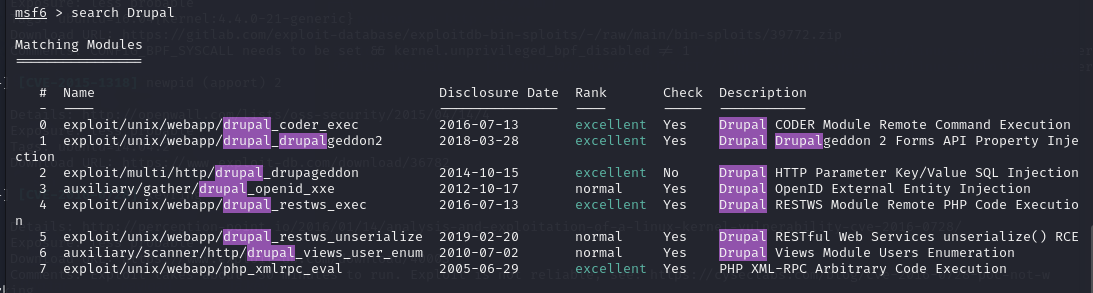 msf6 > search Drupal
Matching Modules
================
# Name Disclosure Date Rank Check Description
- ---- --------------- ---- ----- -----------
0 exploit/unix/webapp/drupal_coder_exec 2016-07-13 excellent Yes Drupal CODER Module Remote Command Execution
1 exploit/unix/webapp/drupal_drupalgeddon2 2018-03-28 excellent Yes Drupal Drupalgeddon 2 Forms API Property Inje
ction
2 exploit/multi/http/drupal_drupageddon 2014-10-15 excellent No Drupal HTTP Parameter Key/Value SQL Injection
3 auxiliary/gather/drupal_openid_xxe 2012-10-17 normal Yes Drupal OpenID External Entity Injection
4 exploit/unix/webapp/drupal_restws_exec 2016-07-13 excellent Yes Drupal RESTWS Module Remote PHP Code Executio
n
5 exploit/unix/webapp/drupal_restws_unserialize 2019-02-20 normal Yes Drupal RESTful Web Services unserialize() RCE
6 auxiliary/scanner/http/drupal_views_user_enum 2010-07-02 normal Yes Drupal Views Module Users Enumeration
7 exploit/unix/webapp/php_xmlrpc_eval 2005-06-29 excellent Yes PHP XML-RPC Arbitrary Code Execution